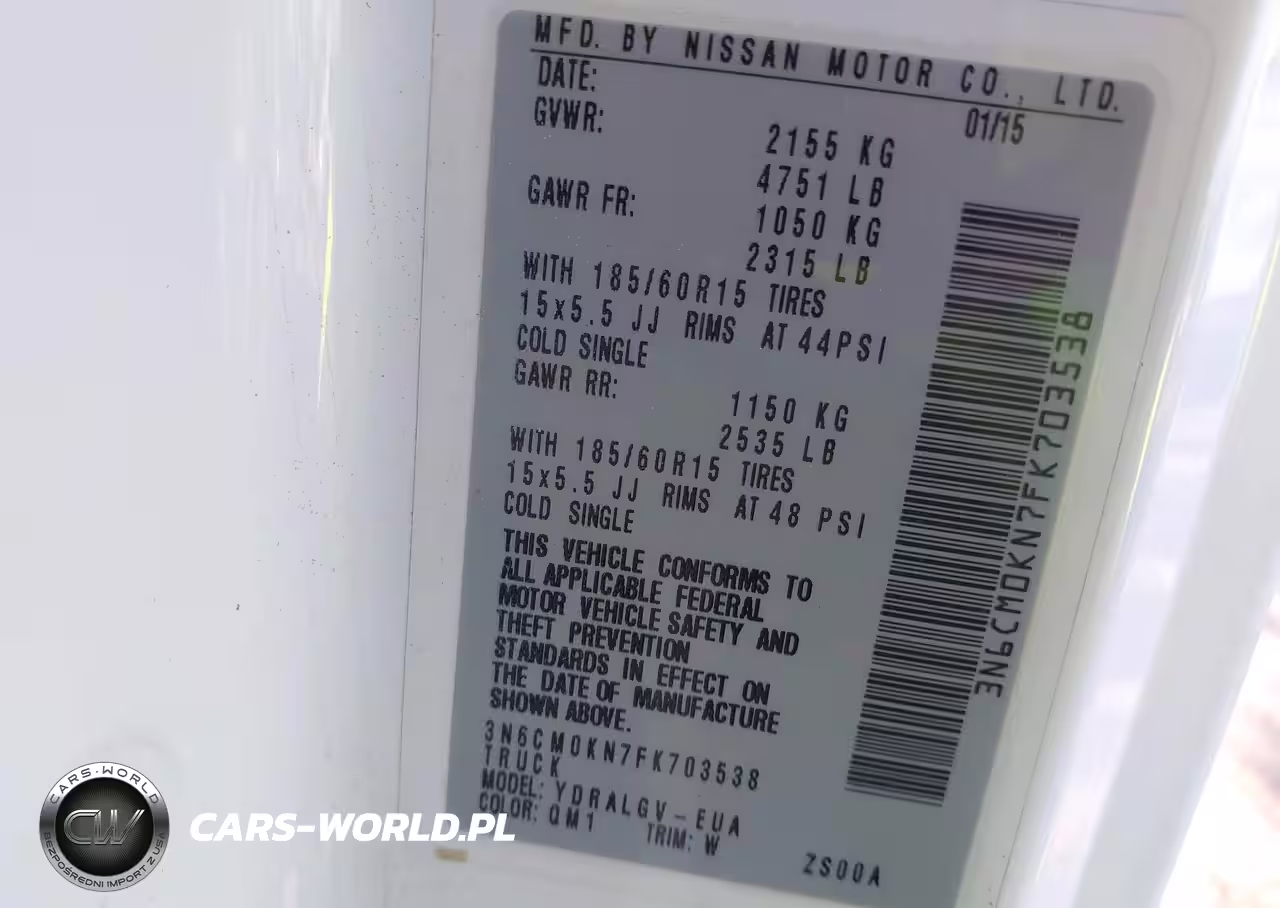 MFD. BY NISSAN MOTOR CO., LTD.
DATE: 01/15
GVWR: 2155 KG
4751 LB
GAWR FR: 1050 KG
2315 LB
WITH 185/60R15 TIRES
15x5.5 JJ RIMS AT 44PSI
COLD SINGLE
GAWR RR: 1150 KG
2535 LB
WITH 185/60R15 TIRES
15x5.5 JJ RIMS AT 48 PSI
COLD SINGLE
THIS VEHICLE CONFORMS TO
ALL APPLICABLE FEDERAL
MOTOR VEHICLE SAFETY AND
THEFT PREVENTION
STANDARDS IN EFFECT ON
THE DATE OF MANUFACTURE
SHOWN ABOVE.
3N6CM0KN7FK703538
TRUCK
MODEL: YDRALGV-EUA
COLOR: QM1 TRIM: W
ZS00A
3N6CM0KN7FK703538
CARS-WORLD
CW
BEZPOŚREDNI IMPORT Z USA
CARS-WORLD.PL